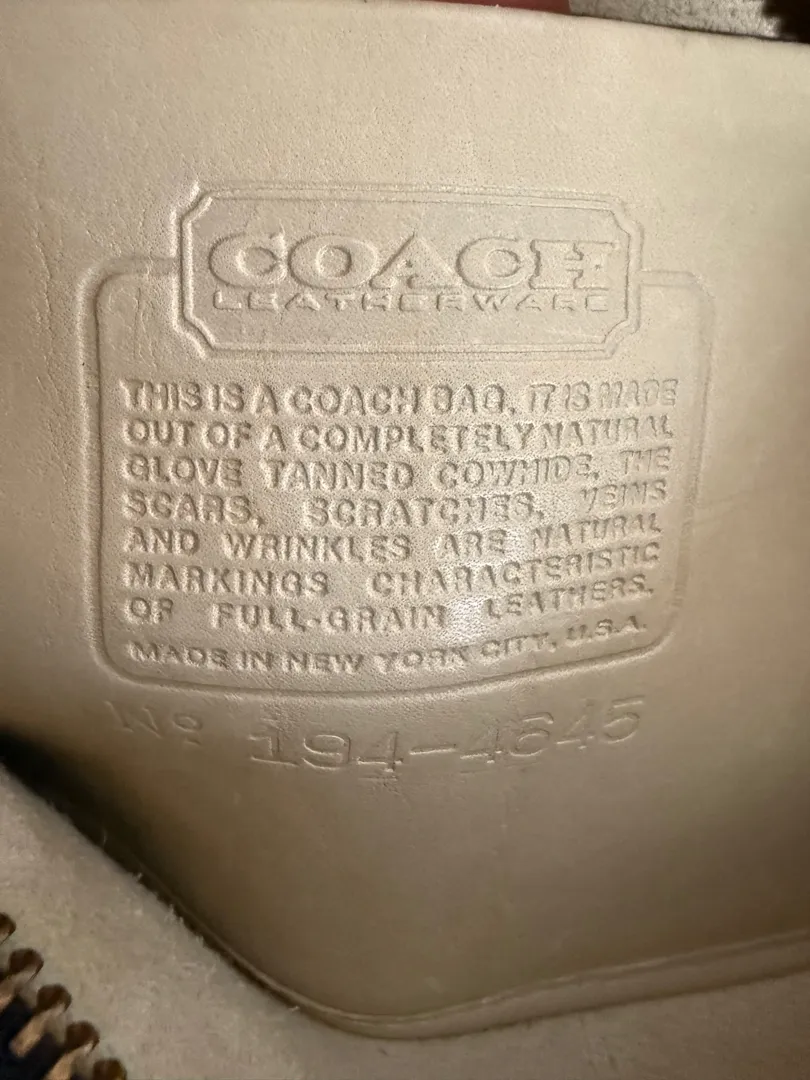 COACH
LEATHERWARE
THIS IS A COACH BAG. IT IS MADE
OUT OF A COMPLETELY NATURAL
GLOVE TANNED COWHIDE, THE
SCARS, SCRATCHES, VEINS
AND WRINKLES ARE NATURAL
MARKINGS CHARACTERISTIC
OF FULL-GRAIN LEATHERS.
MADE IN NEW YORK CITY, U.S.A.
Nº 194-4645